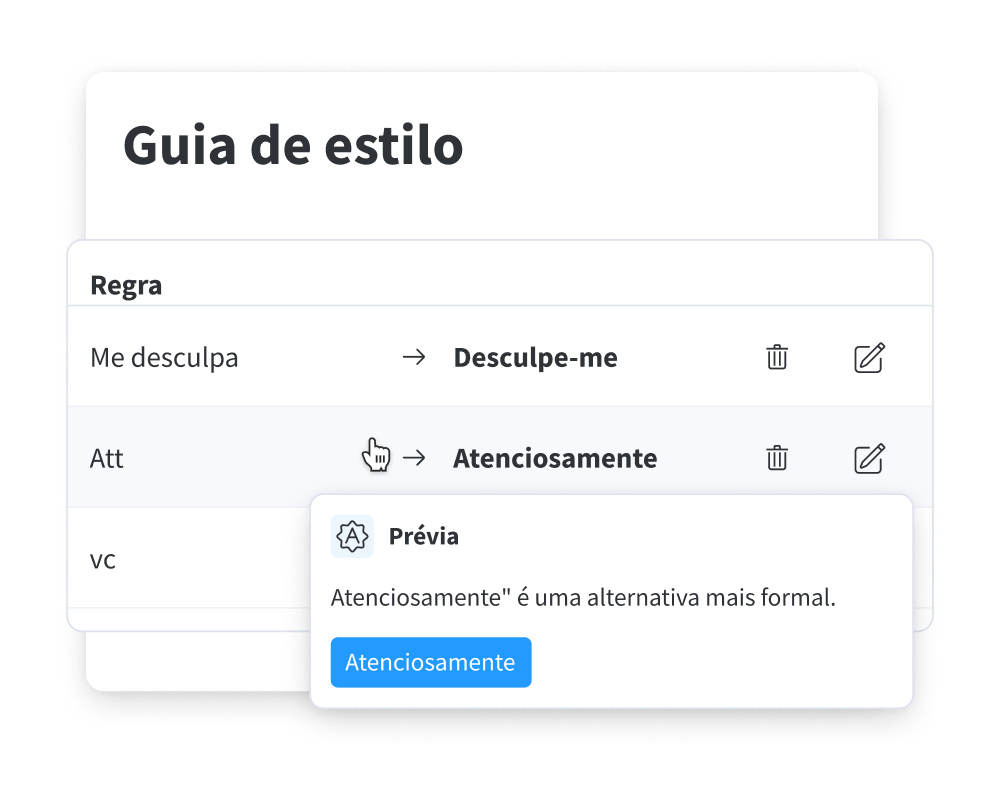 Guia de estilo
Regra
Me desculpa → Desculpe-me
Att → Atenciosamente
vc
Prévia
Atenciosamente" é uma alternativa mais formal.
Atenciosamente